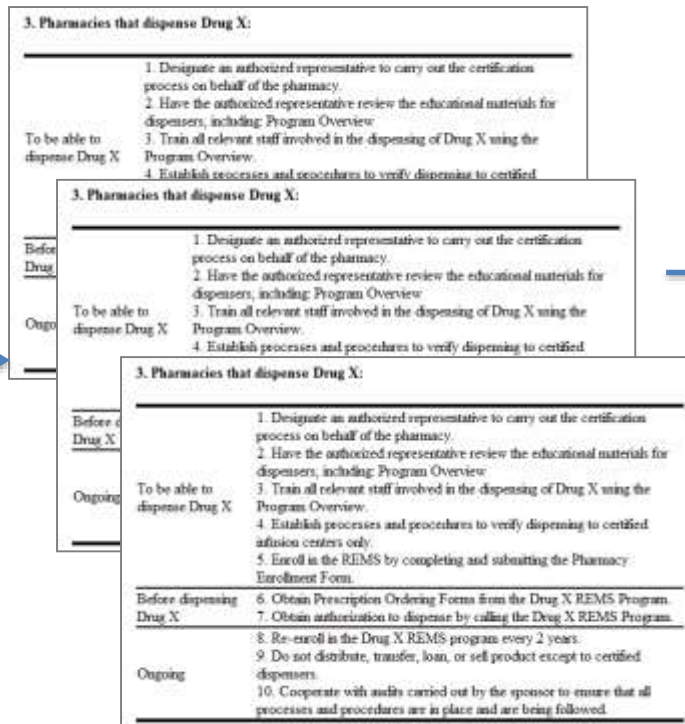 3. Pharmacies that dispense Drug X:
1. Designate an authorized representative to carry out the certification
process on behalf of the pharmacy.
2. Have the authorized representative review the educational materials for
dispensers, including: Program Overview
To be able to
dispense Drug X
3. Train all relevant staff involved in the dispensing of Drug X using the
Program Overview.
4. Establish processes and procedures to verify dispensing to certified
Befor
Drug
Ongo
3. Pharmacies that dispense Drug X:
1. Designate an authorized representative to carry out the certification
process on behalf of the pharmacy.
2. Have the authorized representative review the educational materials for
dispensers, including: Program Overview
To be able to
dispense Drug X
3. Train all relevant staff involved in the dispensing of Drug X using the
Program Overview.
4. Establish processes and procedures to verify dispensing to certified
Before d
Drug X
Ongoing
3. Pharmacies that dispense Drug X:
1. Designate an authorized representative to carry out the certification
process on behalf of the pharmacy.
2. Have the authorized representative review the educational materials for
dispensers, including: Program Overview
To be able to
dispense Drug X
3. Train all relevant staff involved in the dispensing of Drug X using the
Program Overview.
4. Establish processes and procedures to verify dispensing to certified
infusion centers only.
5. Enroll in the REMS by completing and submitting the Pharmacy
Enrollment Form.
Before dispensing
Drug X
6. Obtain Prescription Ordering Forms from the Drug X REMS Program.
7. Obtain authorization to dispense by calling the Drug X REMS Program.
Ongoing
8. Re-enroll in the Drug X REMS program every 2 years.
9. Do not distribute, transfer, loan, or sell product except to certified
dispensers.
10. Cooperate with audits carried out by the sponsor to ensure that all
processes and procedures are in place and are being followed.